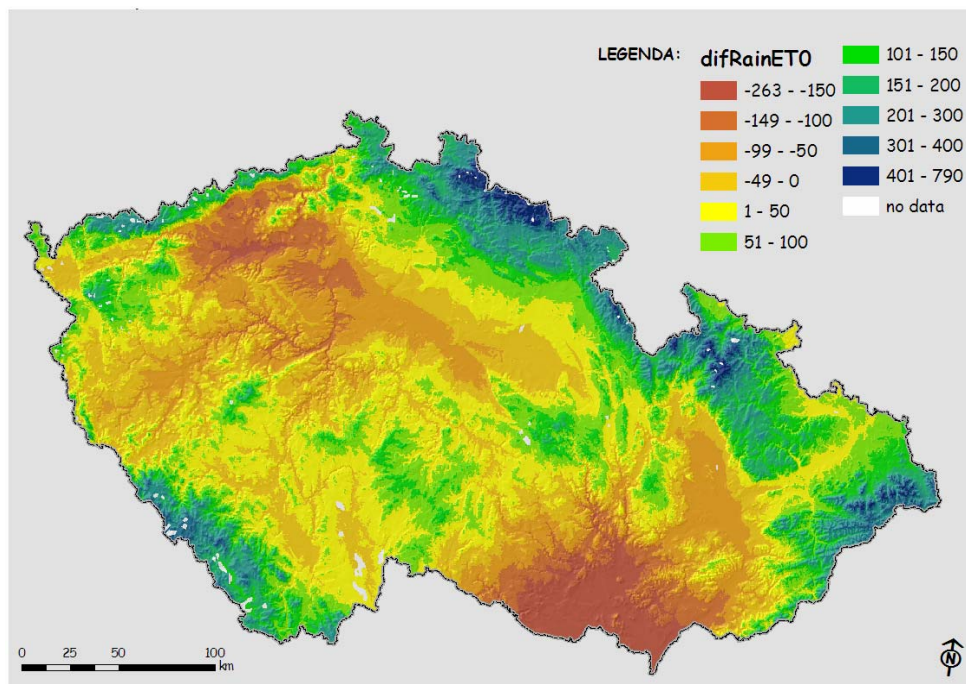 LEGENDA:
difRainET0
-263 - -150
-149 - -100
-99 - -50
-49 - 0
1 - 50
51 - 100
101 - 150
151 - 200
201 - 300
301 - 400
401 - 790
no data
0 25 50 100
km
N